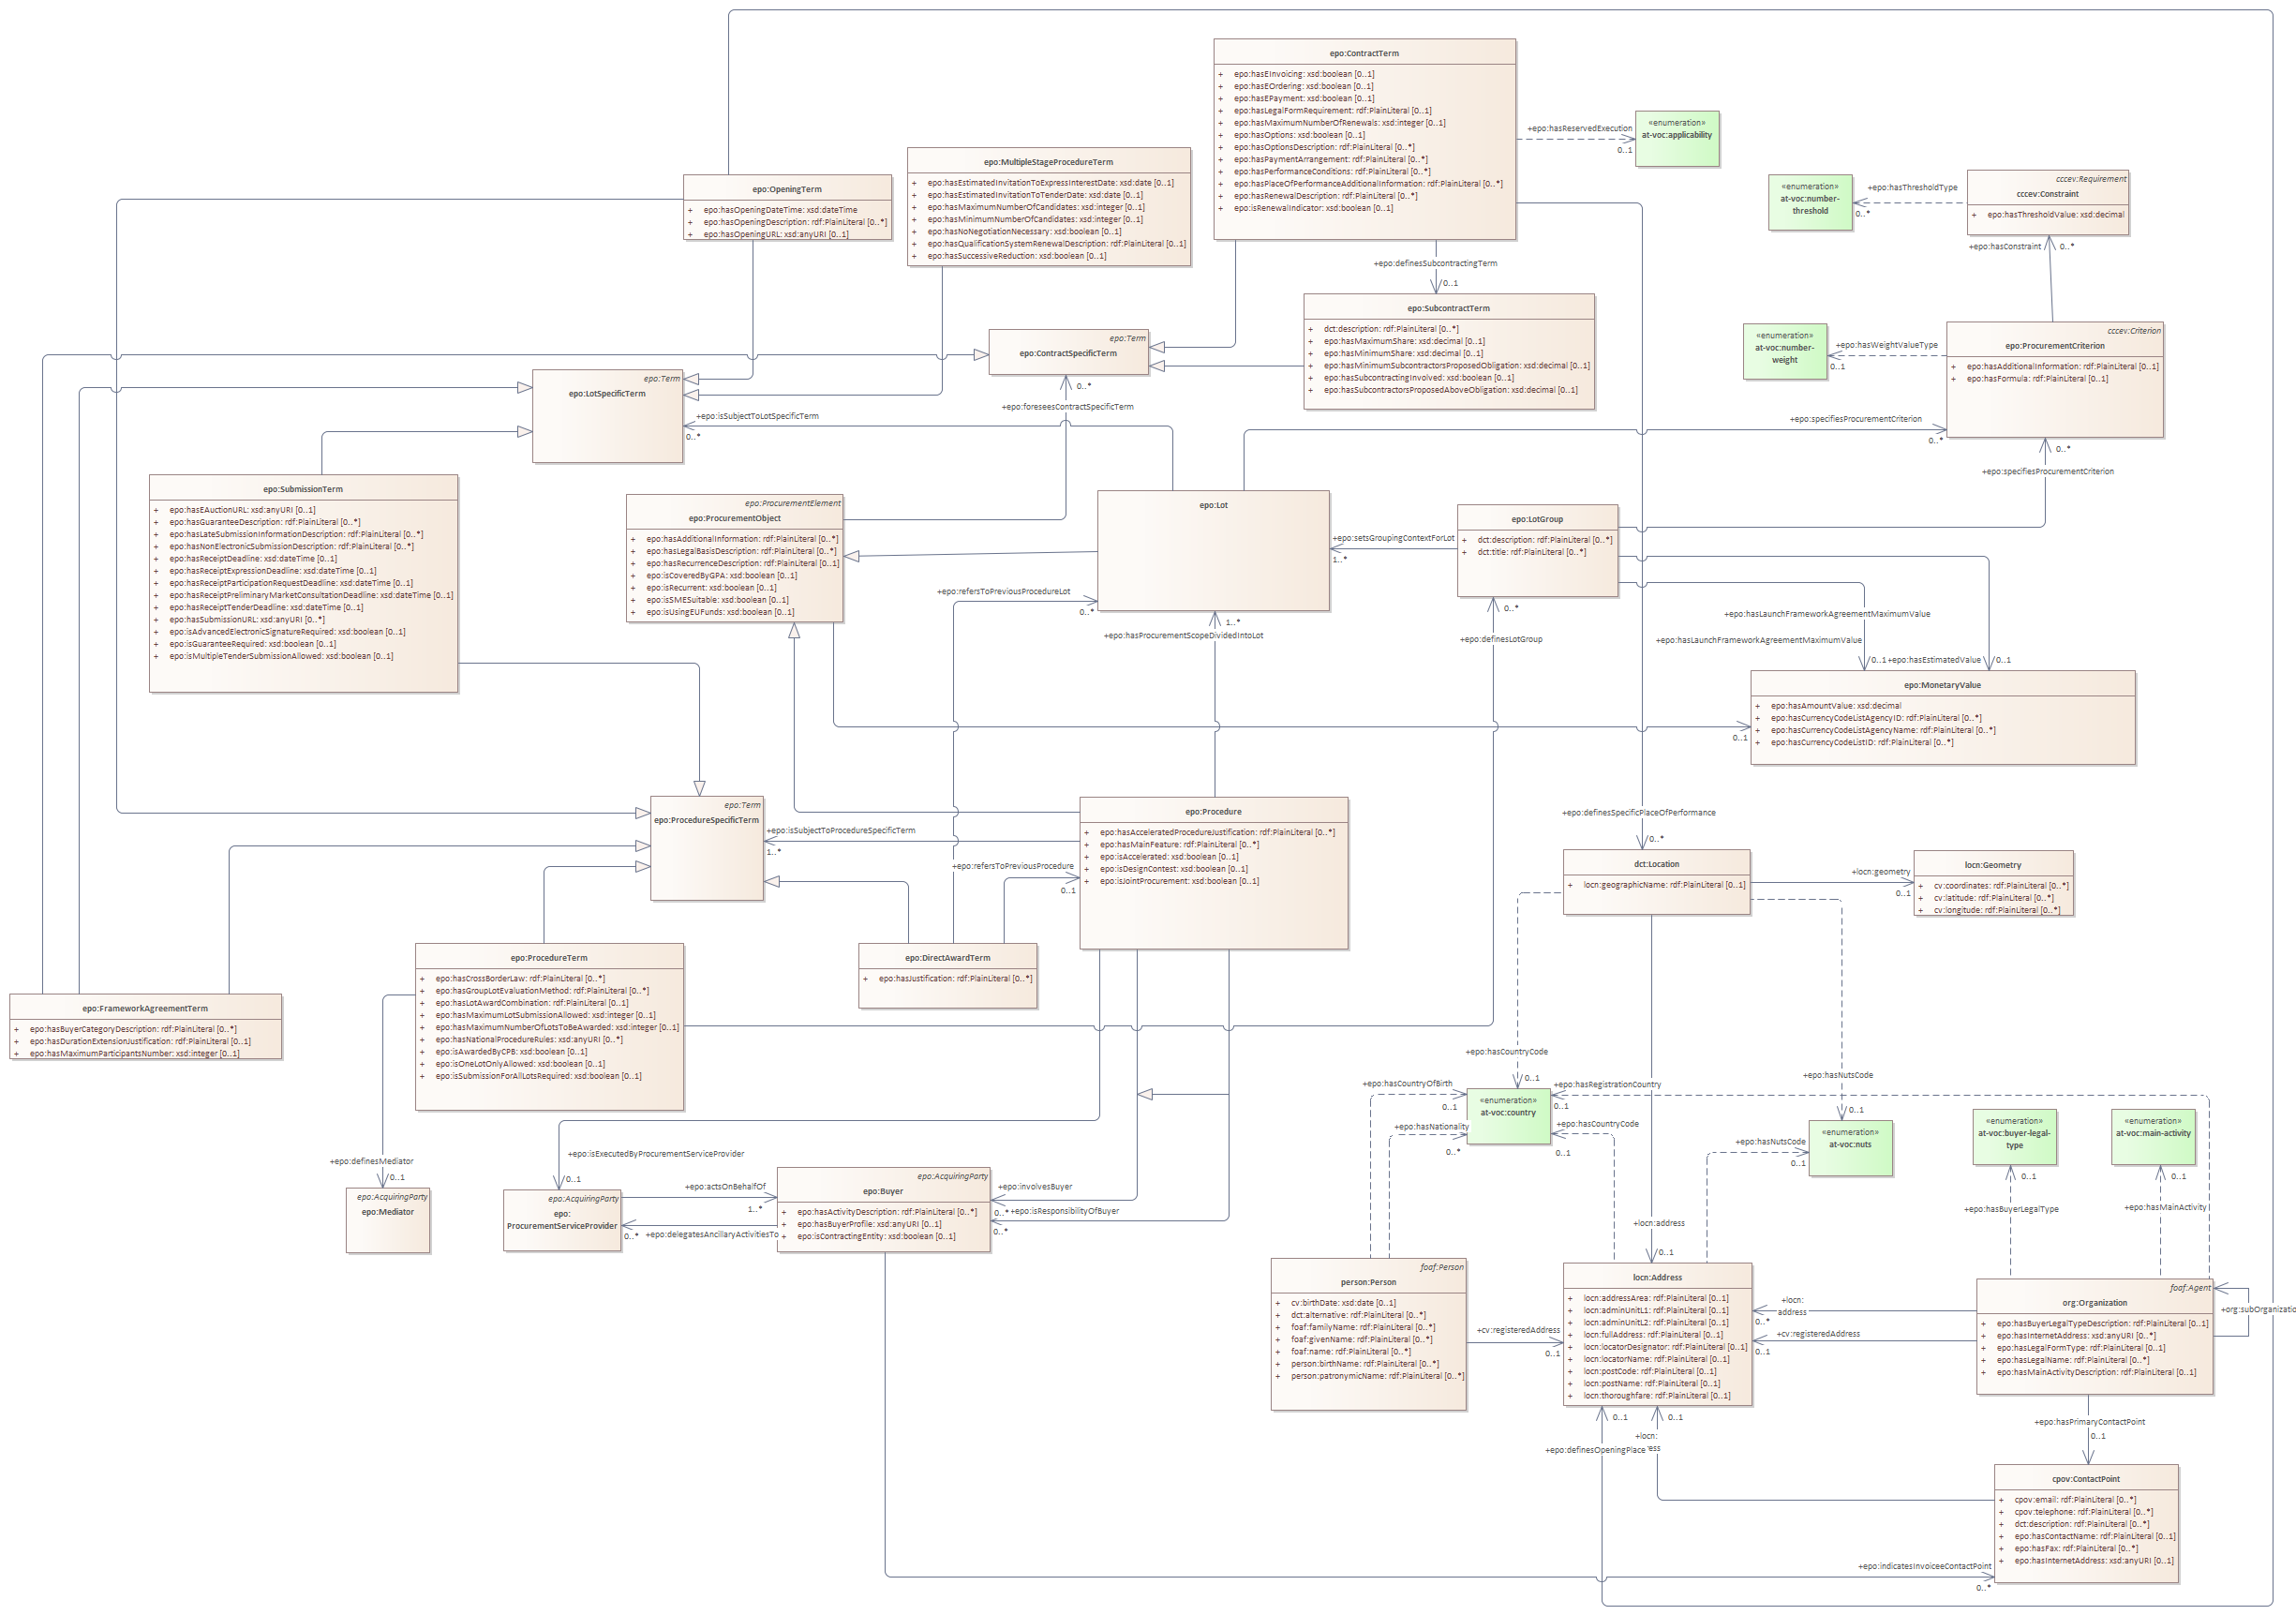 epo:ContractTerm
+ epo:hasEInvoicing: xsd:boolean [0..1]
+ epo:hasEOrdering: xsd:boolean [0..1]
+ epo:hasEPayment: xsd:boolean [0..1]
+ epo:hasLegalFormRequirement: rdf:PlainLiteral [0..1]
+ epo:hasMaximumNumberOfRenewals: xsd:integer [0..1]
+ epo:hasOptions: xsd:boolean [0..1]
+ epo:hasOptionsDescription: rdf:PlainLiteral [0..*]
+ epo:hasPaymentArrangement: rdf:PlainLiteral [0..*]
+ epo:hasPerformanceConditions: rdf:PlainLiteral [0..*]
+ epo:hasPlaceOfPerformanceAdditionalInformation: rdf:PlainLiteral [0..*]
+ epo:hasRenewalDescription: rdf:PlainLiteral [0..*]
+ epo:isRenewalIndicator: xsd:boolean [0..1]
+epo:hasReservedExecution
0..1
«enumeration»
at-voc:applicability
epo:MultipleStageProcedureTerm
+ epo:hasEstimatedInvitationToExpressInterestDate: xsd:date [0..1]
+ epo:hasEstimatedInvitationToTenderDate: xsd:date [0..1]
+ epo:hasMaximumNumberOfCandidates: xsd:integer [0..1]
+ epo:hasMinimumNumberOfCandidates: xsd:integer [0..1]
+ epo:hasNoNegotiationNecessary: xsd:boolean [0..1]
+ epo:hasQualificationSystemRenewalDescription: rdf:PlainLiteral [0..1]
+ epo:hasSuccessiveReduction: xsd:boolean [0..1]
epo:OpeningTerm
+ epo:hasOpeningDateTime: xsd:dateTime
+ epo:hasOpeningDescription: rdf:PlainLiteral [0..*]
+ epo:hasOpeningURL: xsd:anyURI [0..1]
«enumeration»
at-voc:number-
threshold
+epo:hasThresholdType
0..*
cccev:Requirement
cccev:Constraint
+ epo:hasThresholdValue: xsd:decimal
+epo:hasConstraint
0..*
+epo:definesSubcontractingTerm
0..1
epo:SubcontractTerm
+ dct:description: rdf:PlainLiteral [0..*]
+ epo:hasMaximumShare: xsd:decimal [0..1]
+ epo:hasMinimumShare: xsd:decimal [0..1]
+ epo:hasMinimumSubcontractorsProposedObligation: xsd:decimal [0..1]
+ epo:hasSubcontractingInvolved: xsd:boolean [0..1]
+ epo:hasSubcontractorsProposedAboveObligation: xsd:decimal [0..1]
epo:Term
epo:ContractSpecificTerm
0..*
+epo:foreseesContractSpecificTerm
«enumeration»
at-voc:number-
weight
+epo:hasWeightValueType
0..1
cccev:Criterion
epo:ProcurementCriterion
+ epo:hasAdditionalInformation: rdf:PlainLiteral [0..1]
+ epo:hasFormula: rdf:PlainLiteral [0..1]
+epo:specifiesProcurementCriterion
0..*
0..*
+epo:specifiesProcurementCriterion
epo:Term
epo:LotSpecificTerm
+epo:isSubjectToLotSpecificTerm
0..*
epo:SubmissionTerm
+ epo:hasEAuctionURL: xsd:anyURI [0..1]
+ epo:hasGuaranteeDescription: rdf:PlainLiteral [0..*]
+ epo:hasLateSubmissionInformationDescription: rdf:PlainLiteral [0..*]
+ epo:hasNonElectronicSubmissionDescription: rdf:PlainLiteral [0..*]
+ epo:hasReceiptDeadline: xsd:dateTime [0..1]
+ epo:hasReceiptExpressionDeadline: xsd:dateTime [0..1]
+ epo:hasReceiptParticipationRequestDeadline: xsd:dateTime [0..1]
+ epo:hasReceiptPreliminaryMarketConsultationDeadline: xsd:dateTime [0..1]
+ epo:hasReceiptTenderDeadline: xsd:dateTime [0..1]
+ epo:hasSubmissionURL: xsd:anyURI [0..*]
+ epo:isAdvancedElectronicSignatureRequired: xsd:boolean [0..1]
+ epo:isGuaranteeRequired: xsd:boolean [0..1]
+ epo:isMultipleTenderSubmissionAllowed: xsd:boolean [0..1]
epo:ProcurementElement
epo:ProcurementObject
+ epo:hasAdditionalInformation: rdf:PlainLiteral [0..*]
+ epo:hasLegalBasisDescription: rdf:PlainLiteral [0..*]
+ epo:hasRecurrenceDescription: rdf:PlainLiteral [0..1]
+ epo:isCoveredByGPA: xsd:boolean [0..1]
+ epo:isRecurrent: xsd:boolean [0..1]
+ epo:isSMESuitable: xsd:boolean [0..1]
+ epo:isUsingEUFunds: xsd:boolean [0..1]
epo:Lot
+epo:setsGroupingContextForLot
1..*
epo:LotGroup
+ dct:description: rdf:PlainLiteral [0..*]
+ dct:title: rdf:PlainLiteral [0..*]
+epo:refersToPreviousProcedureLot
0..*
1..*
+epo:hasProcurementScopeDividedIntoLot
0..*
+epo:definesLotGroup
+epo:hasLaunchFrameworkAgreementMaximumValue
+epo:hasLaunchFrameworkAgreementMaximumValue
0..1
+epo:hasEstimatedValue
0..1
epo:MonetaryValue
+ epo:hasAmountValue: xsd:decimal
+ epo:hasCurrencyCodeListAgencyID: rdf:PlainLiteral [0..*]
+ epo:hasCurrencyCodeListAgencyName: rdf:PlainLiteral [0..*]
+ epo:hasCurrencyCodeListID: rdf:PlainLiteral [0..*]
0..1
epo:Term
epo:ProcedureSpecificTerm
+epo:isSubjectToProcedureSpecificTerm
1..*
epo:Procedure
+ epo:hasAcceleratedProcedureJustification: rdf:PlainLiteral [0..*]
+ epo:hasMainFeature: rdf:PlainLiteral [0..*]
+ epo:isAccelerated: xsd:boolean [0..1]
+ epo:isDesignContest: xsd:boolean [0..1]
+ epo:isJointProcurement: xsd:boolean [0..1]
+epo:refersToPreviousProcedure
0..1
+epo:definesSpecificPlaceOfPerformance
0..*
dct:Location
+ locn:geographicName: rdf:PlainLiteral [0..1]
+locn:geometry
0..1
locn:Geometry
+ cv:coordinates: rdf:PlainLiteral [0..*]
+ cv:latitude: rdf:PlainLiteral [0..*]
+ cv:longitude: rdf:PlainLiteral [0..*]
epo:ProcedureTerm
+ epo:hasCrossBorderLaw: rdf:PlainLiteral [0..*]
+ epo:hasGroupLotEvaluationMethod: rdf:PlainLiteral [0..*]
+ epo:hasLotAwardCombination: rdf:PlainLiteral [0..1]
+ epo:hasMaximumLotSubmissionAllowed: xsd:integer [0..1]
+ epo:hasMaximumNumberOfLotsToBeAwarded: xsd:integer [0..1]
+ epo:hasNationalProcedureRules: xsd:anyURI [0..*]
+ epo:isAwardedByCPB: xsd:boolean [0..1]
+ epo:isOneLotOnlyAllowed: xsd:boolean [0..1]
+ epo:isSubmissionForAllLotsRequired: xsd:boolean [0..1]
epo:DirectAwardTerm
+ epo:hasJustification: rdf:PlainLiteral [0..*]
epo:FrameworkAgreementTerm
+ epo:hasBuyerCategoryDescription: rdf:PlainLiteral [0..*]
+ epo:hasDurationExtensionJustification: rdf:PlainLiteral [0..1]
+ epo:hasMaximumParticipantsNumber: xsd:integer [0..1]
+epo:hasCountryCode
0..1
+epo:hasNutsCode
0..1
+epo:hasCountryOfBirth
0..1
+epo:hasNationality
0..*
«enumeration»
at-voc:country
+epo:hasRegistrationCountry
0..1
+epo:hasCountryCode
0..1
+epo:hasNutsCode
0..1
«enumeration»
at-voc:nuts
«enumeration»
at-voc:buyer-legal-
type
0..1
+epo:hasBuyerLegalType
«enumeration»
at-voc:main-activity
0..1
+epo:hasMainActivity
+epo:definesMediator
0..1
epo:AcquiringParty
epo:Mediator
+epo:isExecutedByProcurementServiceProvider
0..1
epo:AcquiringParty
epo:
ProcurementServiceProvider
+epo:actsOnBehalfOf
1..*
0..*
+epo:delegatesAncillaryActivitiesTo
epo:AcquiringParty
epo:Buyer
+ epo:hasActivityDescription: rdf:PlainLiteral [0..*]
+ epo:hasBuyerProfile: xsd:anyURI [0..1]
+ epo:isContractingEntity: xsd:boolean [0..1]
+epo:involvesBuyer
0..*
+epo:isResponsibilityOfBuyer
0..*
+locn:address
0..1
foaf:Person
person:Person
+ cv:birthDate: xsd:date [0..1]
+ dct:alternative: rdf:PlainLiteral [0..*]
+ foaf:familyName: rdf:PlainLiteral [0..*]
+ foaf:givenName: rdf:PlainLiteral [0..*]
+ foaf:name: rdf:PlainLiteral [0..*]
+ person:birthName: rdf:PlainLiteral [0..*]
+ person:patronymicName: rdf:PlainLiteral [0..*]
+cv:registeredAddress
0..1
locn:Address
+ locn:addressArea: rdf:PlainLiteral [0..1]
+ locn:adminUnitL1: rdf:PlainLiteral [0..1]
+ locn:adminUnitL2: rdf:PlainLiteral [0..1]
+ locn:fullAddress: rdf:PlainLiteral [0..1]
+ locn:locatorDesignator: rdf:PlainLiteral [0..1]
+ locn:locatorName: rdf:PlainLiteral [0..1]
+ locn:postCode: rdf:PlainLiteral [0..1]
+ locn:postName: rdf:PlainLiteral [0..1]
+ locn:thoroughfare: rdf:PlainLiteral [0..1]
+locn:
address
0..*
+cv:registeredAddress
0..1
foaf:Agent
org:Organization
+ epo:hasBuyerLegalTypeDescription: rdf:PlainLiteral [0..1]
+ epo:hasInternetAddress: xsd:anyURI [0..*]
+ epo:hasLegalFormType: rdf:PlainLiteral [0..1]
+ epo:hasLegalName: rdf:PlainLiteral [0..*]
+ epo:hasMainActivityDescription: rdf:PlainLiteral [0..1]
+org:subOrganizatio
+epo:hasPrimaryContactPoint
0..1
0..1
0..1
+locn:
+epo:definesOpeningPlace ess
cpov:ContactPoint
+ cpov:email: rdf:PlainLiteral [0..*]
+ cpov:telephone: rdf:PlainLiteral [0..*]
+ dct:description: rdf:PlainLiteral [0..*]
+ epo:hasContactName: rdf:PlainLiteral [0..1]
+ epo:hasFax: rdf:PlainLiteral [0..*]
+ epo:hasInternetAddress: xsd:anyURI [0..1]
+epo:indicatesInvoiceeContactPoint
0..*